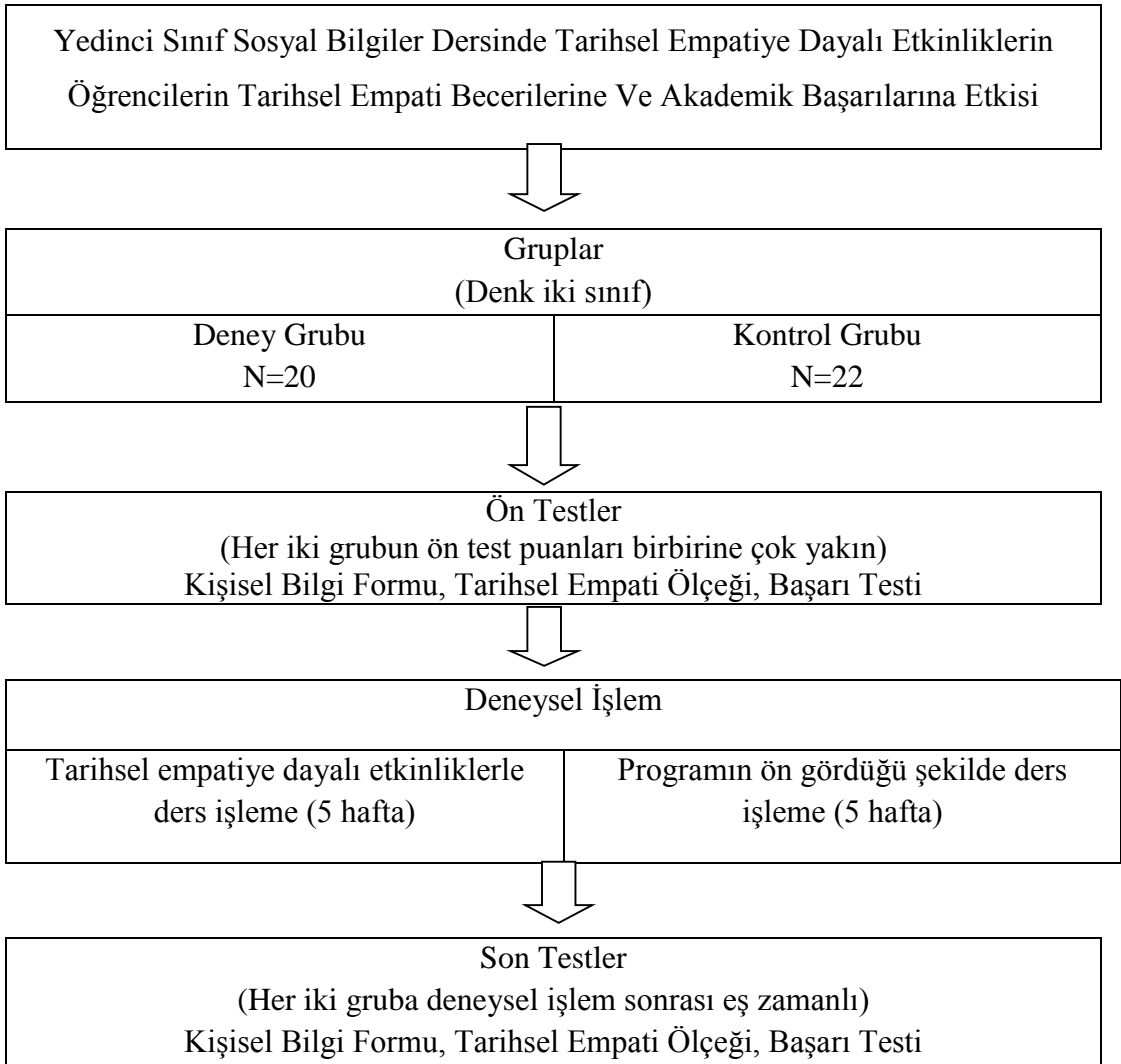 Yedinci Sınıf Sosyal Bilgiler Dersinde Tarihsel Empatiye Dayalı Etkinliklerin
Öğrencilerin Tarihsel Empati Becerilerine Ve Akademik Başarılarına Etkisi
Gruplar
(Denk iki sınıf)
Deney Grubu
N=20
Kontrol Grubu
N=22
Ön Testler
(Her iki grubun ön test puanları birbirine çok yakın)
Kişisel Bilgi Formu, Tarihsel Empati Ölçeği, Başarı Testi
Deneysel İşlem
Tarihsel empatiye dayalı etkinliklerle
ders işleme (5 hafta)
Programın ön gördüğü şekilde ders
işleme (5 hafta)
Son Testler
(Her iki gruba deneysel işlem sonrası eş zamanlı)
Kişisel Bilgi Formu, Tarihsel Empati Ölçeği, Başarı Testi